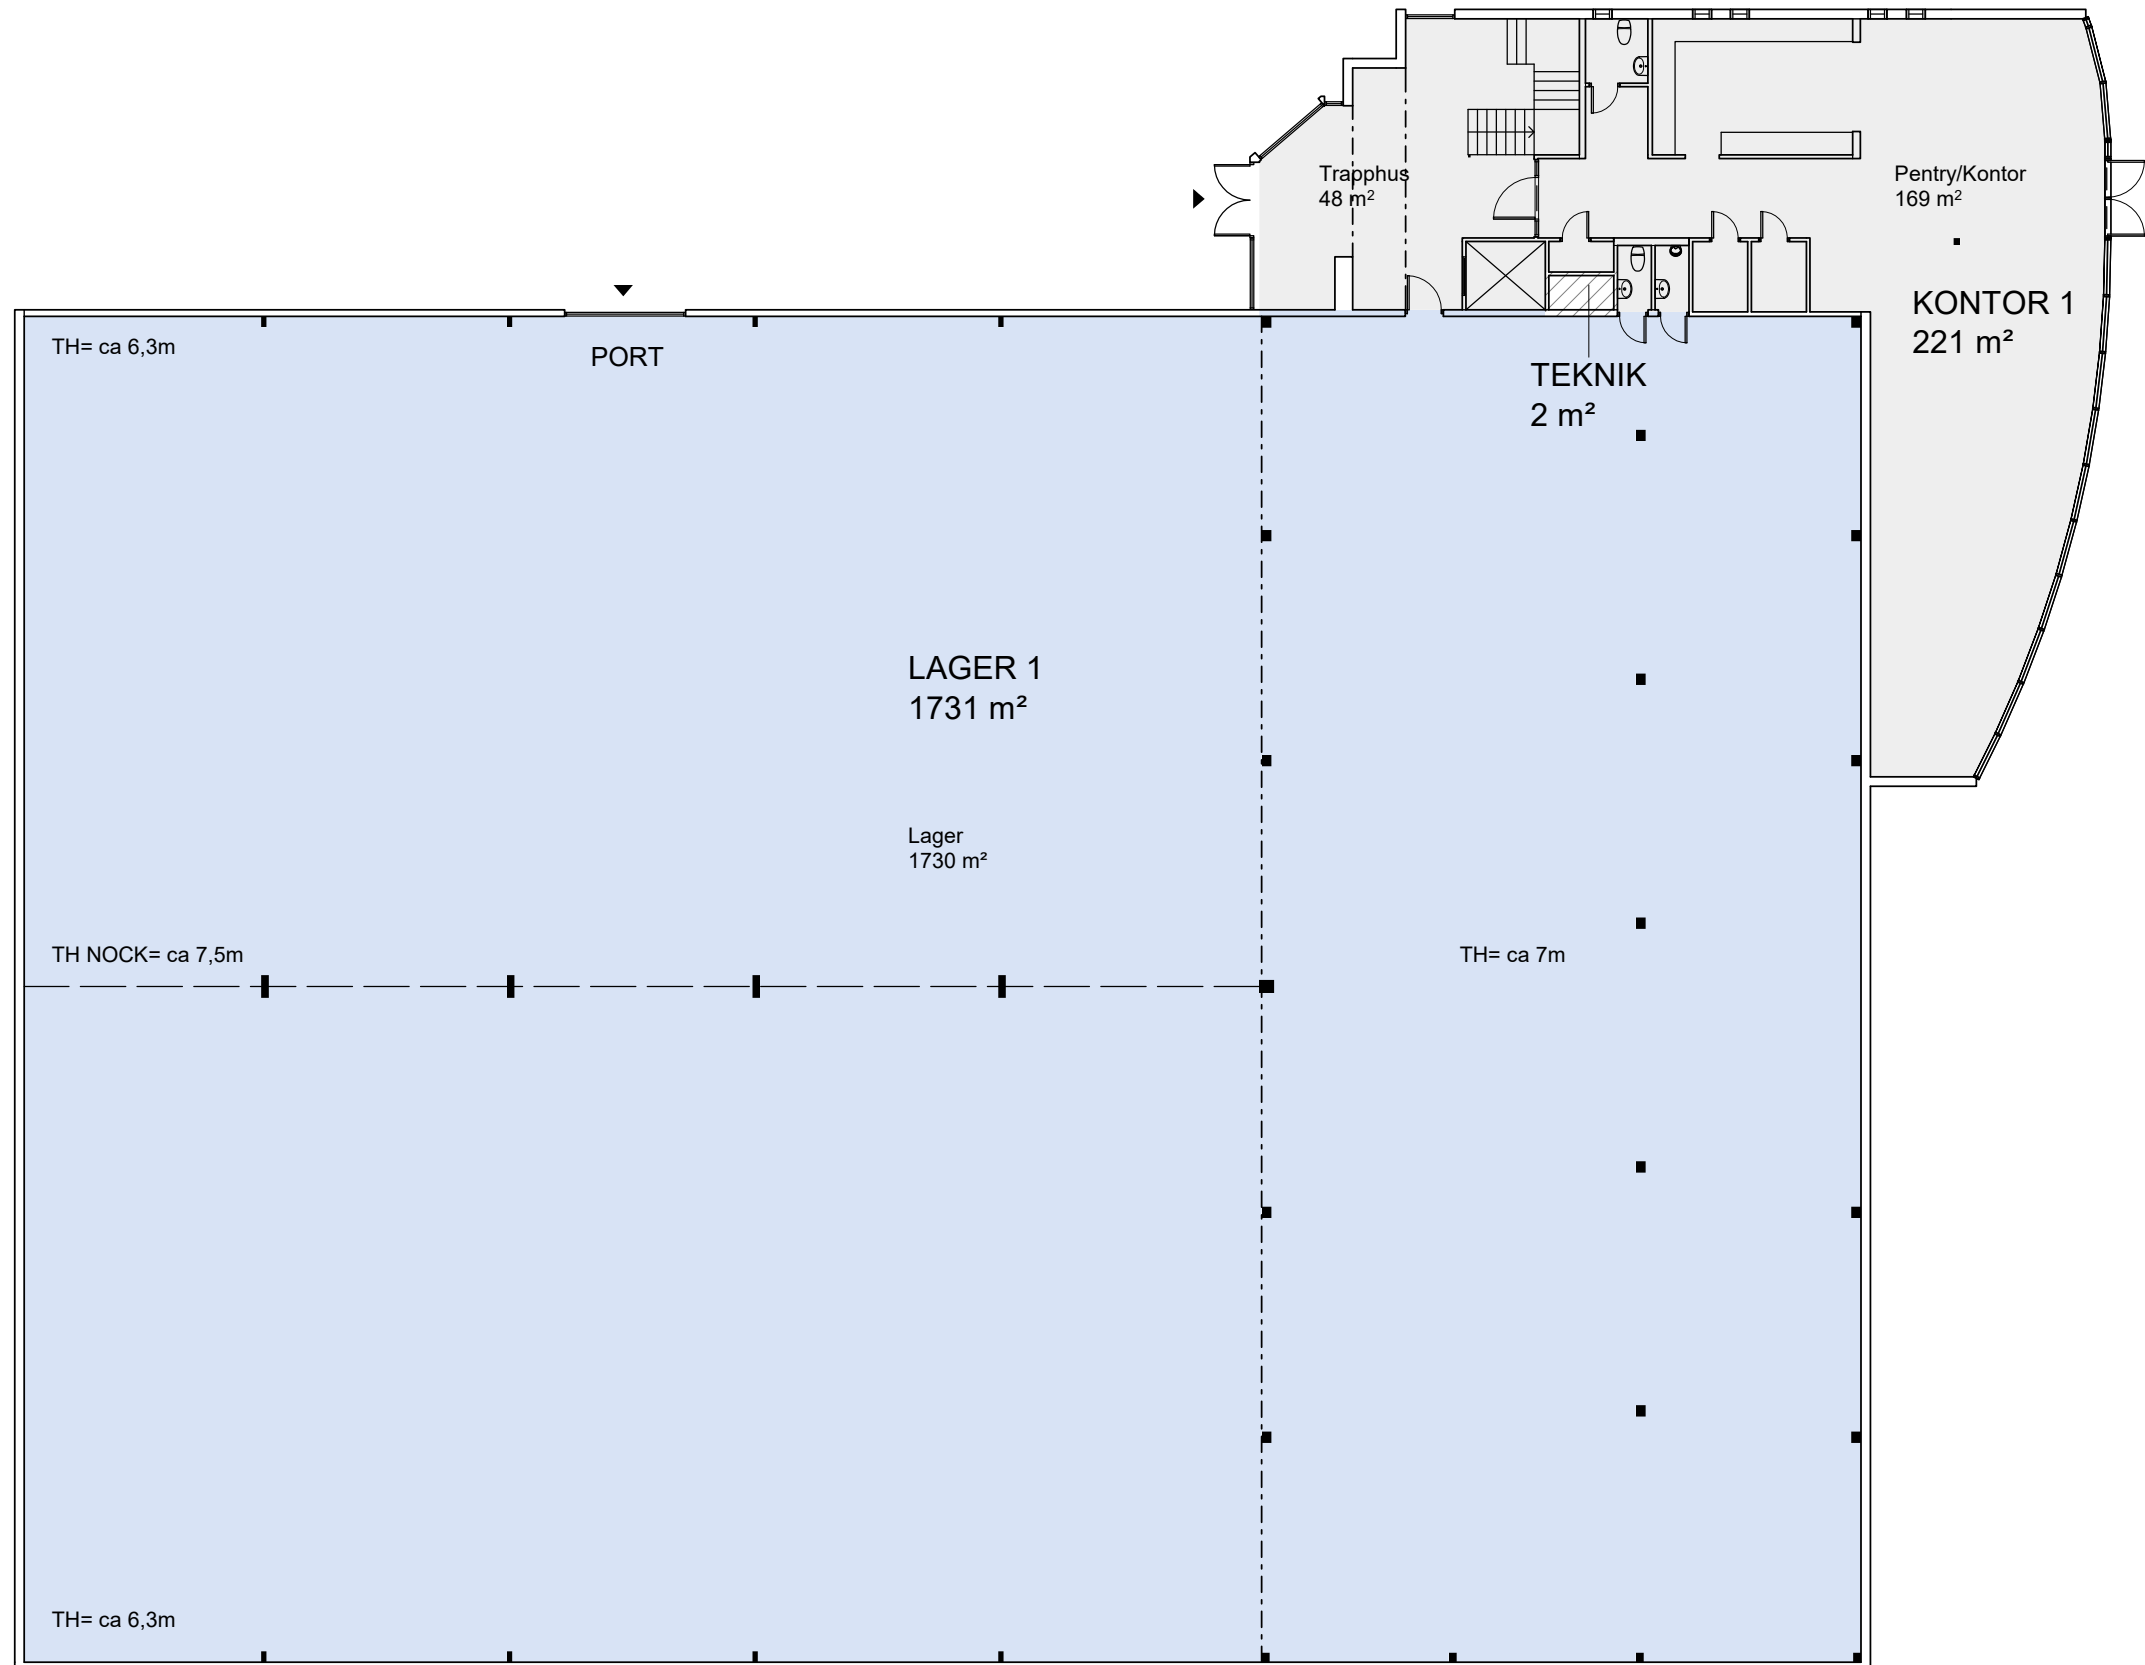 Trapphus
48 m²
Pentry/Kontor
169 m²
KONTOR 1
221 m²
TH= ca 6,3m
PORT
TEKNIK
2 m²
LAGER 1
1731 m²
Lager
1730 m²
TH NOCK= ca 7,5m
TH= ca 7m
TH= ca 6,3m